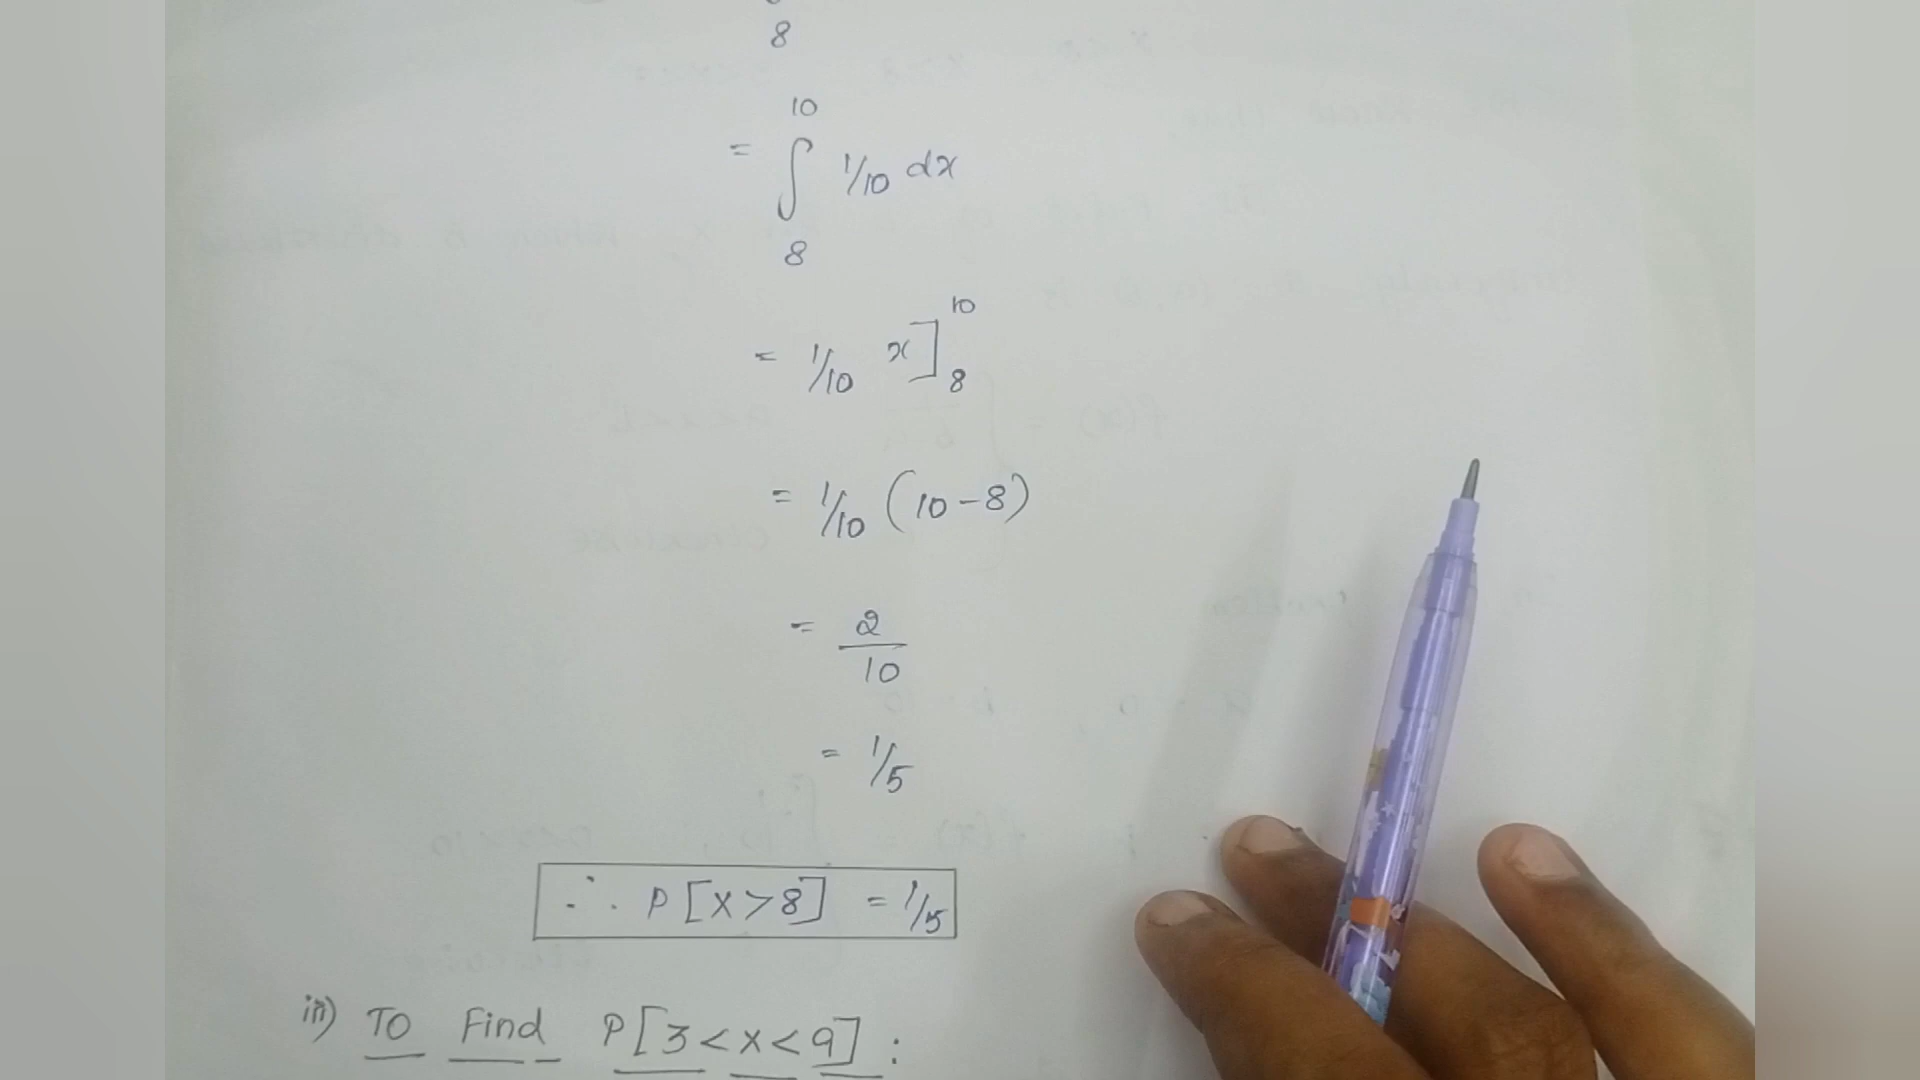 8
10
= ∫ 1/10 dx
8
= 1/10 x]
10
8
= 1/10 (10-8)
= 2/10
= 1/5
∴ P[X>8] = 1/5
iii) TO Find P[3<x<9] :